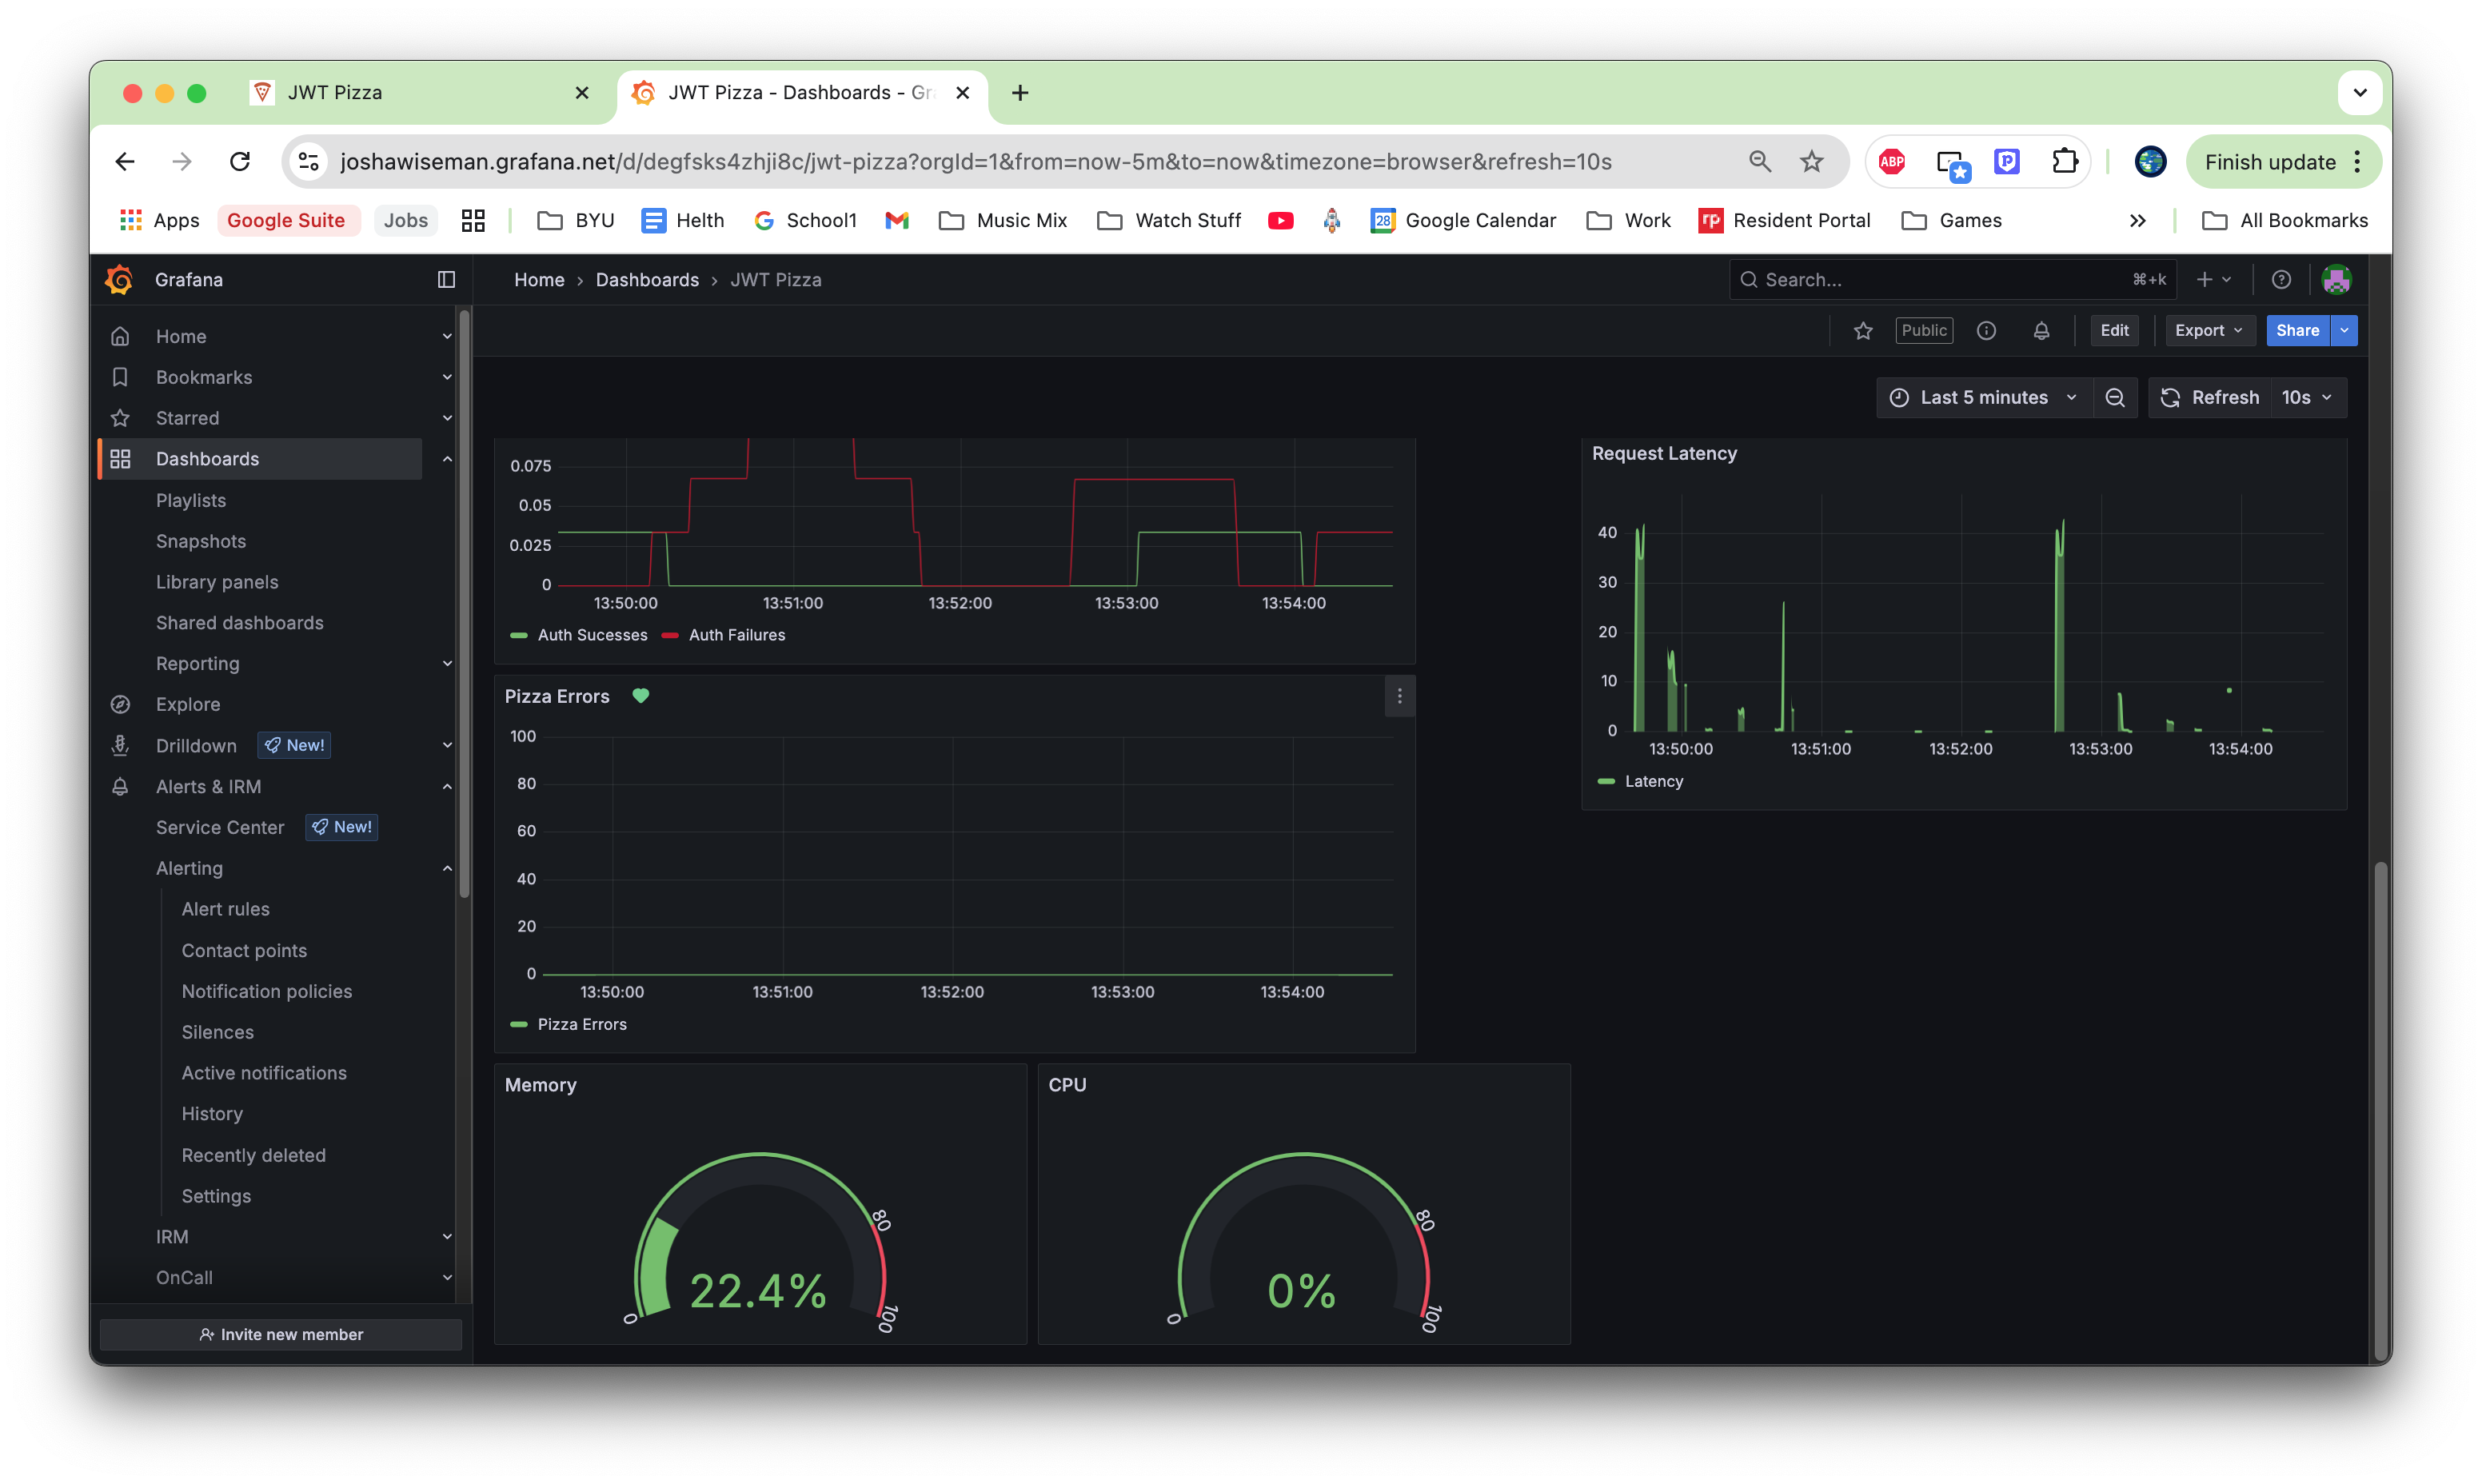 JWT Pizza
JWT Pizza - Dashboards - Gr
joshawiseman.grafana.net/d/degfsks4zhji8c/jwt-pizza?orgId=1&from=now-5m&to=now&timezone=browser&refresh=10s
ABP
Finish update
Apps
Google Suite
Jobs
BYU
Helth
School1
Music Mix
Watch Stuff
28
Google Calendar
Work
rp
Resident Portal
Games
All Bookmarks
Grafana
Home › Dashboards › JWT Pizza
Search...
⌘+k
Public
Edit
Export
Share
Last 5 minutes
Refresh
10s
Home
Bookmarks
Starred
Dashboards
Playlists
Snapshots
Library panels
Shared dashboards
Reporting
Explore
Drilldown New!
Alerts & IRM
Service Center New!
Alerting
Alert rules
Contact points
Notification policies
Silences
Active notifications
History
Recently deleted
Settings
IRM
OnCall
Invite new member
0.075
0.05
0.025
0
13:50:00 13:51:00 13:52:00 13:53:00 13:54:00
Auth Sucesses Auth Failures
Request Latency
40
30
20
10
0
13:50:00 13:51:00 13:52:00 13:53:00 13:54:00
Latency
Pizza Errors
100
80
60
40
20
0
13:50:00 13:51:00 13:52:00 13:53:00 13:54:00
Pizza Errors
Memory
0
80
100
22.4%
CPU
0
80
100
0%